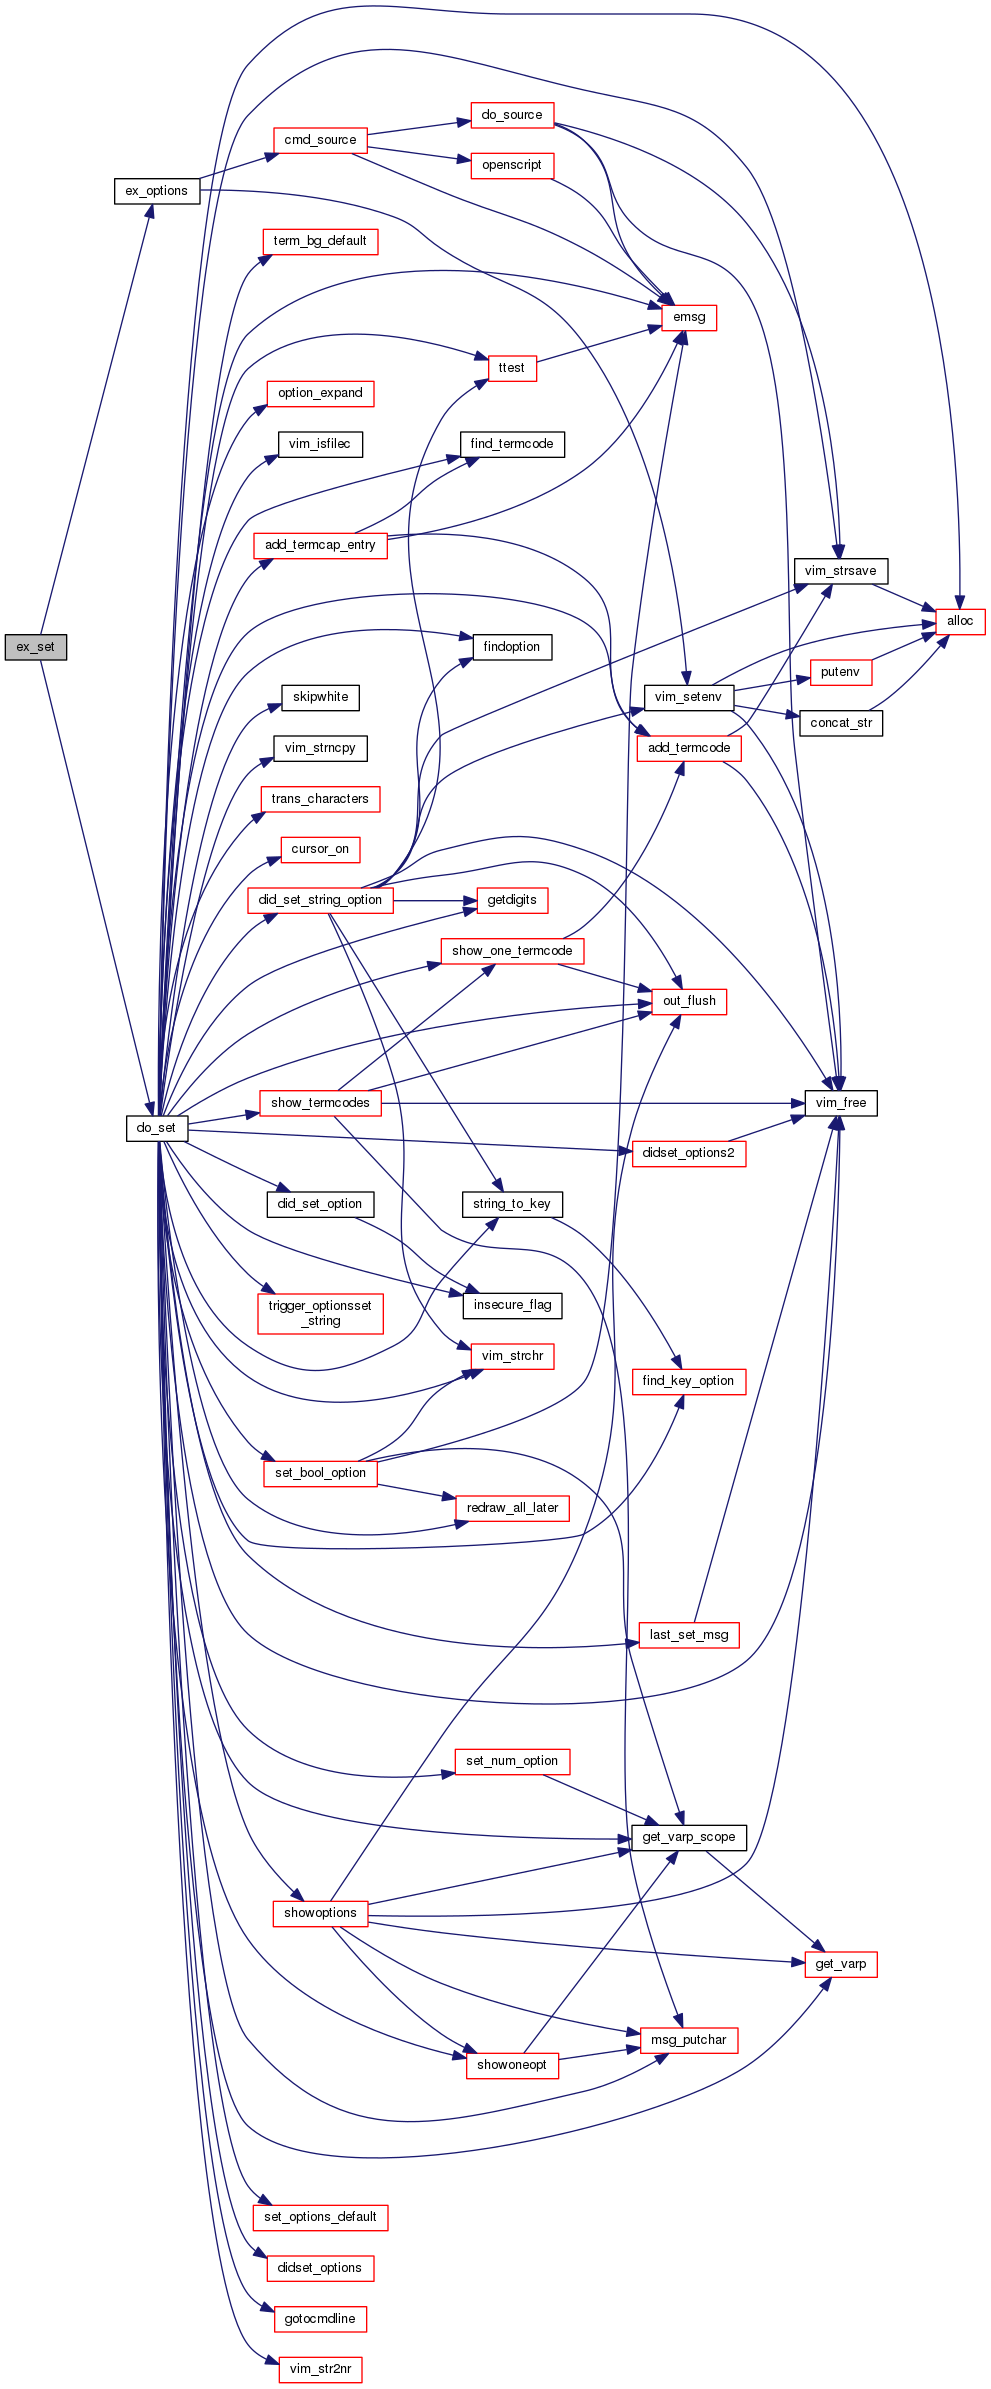 do_source
cmd_source
openscript
ex_options
term_bg_default
emsg
ttest
option_expand
vim_isfilec
find_termcode
add_termcap_entry
vim_strsave
alloc
ex_set
findoption
putenv
skipwhite
vim_setenv
concat_str
vim_strncpy
add_termcode
trans_characters
cursor_on
did_set_string_option
getdigits
show_one_termcode
out_flush
show_termcodes
vim_free
do_set
didset_options2
did_set_option
string_to_key
trigger_optionsset
_string
insecure_flag
vim_strchr
find_key_option
set_bool_option
redraw_all_later
last_set_msg
set_num_option
get_varp_scope
showoptions
get_varp
msg_putchar
showoneopt
set_options_default
didset_options
gotocmdline
vim_str2nr